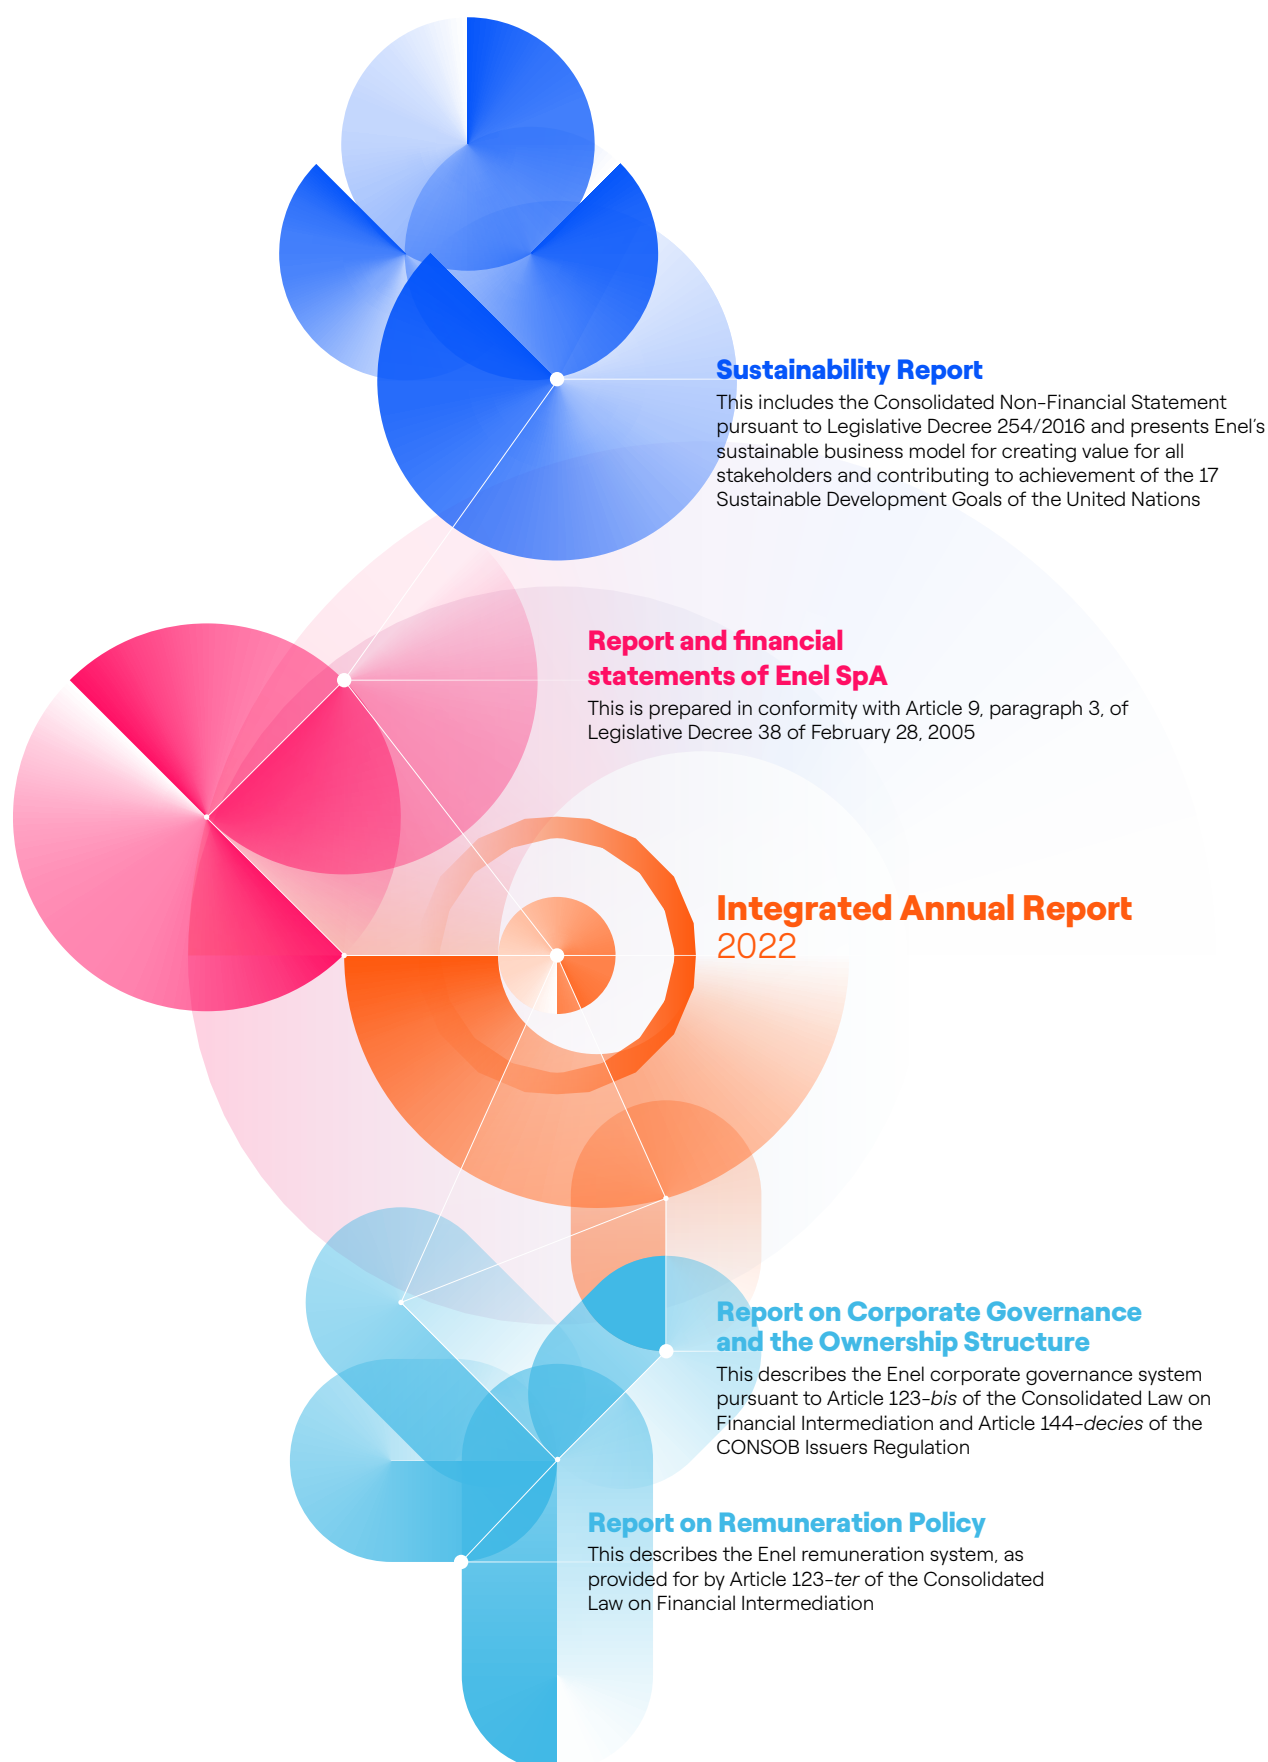 Sustainability Report
This includes the Consolidated Non-Financial Statement
pursuant to Legislative Decree 254/2016 and presents Enel’s
sustainable business model for creating value for all
stakeholders and contributing to achievement of the 17
Sustainable Development Goals of the United Nations
Report and financial
statements of Enel SpA
This is prepared in conformity with Article 9, paragraph 3, of
Legislative Decree 38 of February 28, 2005
Integrated Annual Report
2022
Report on Corporate Governance
and the Ownership Structure
This describes the Enel corporate governance system
pursuant to Article 123-bis of the Consolidated Law on
Financial Intermediation and Article 144-decies of the
CONSOB Issuers Regulation
Report on Remuneration Policy
This describes the Enel remuneration system, as
provided for by Article 123-ter of the Consolidated
Law on Financial Intermediation